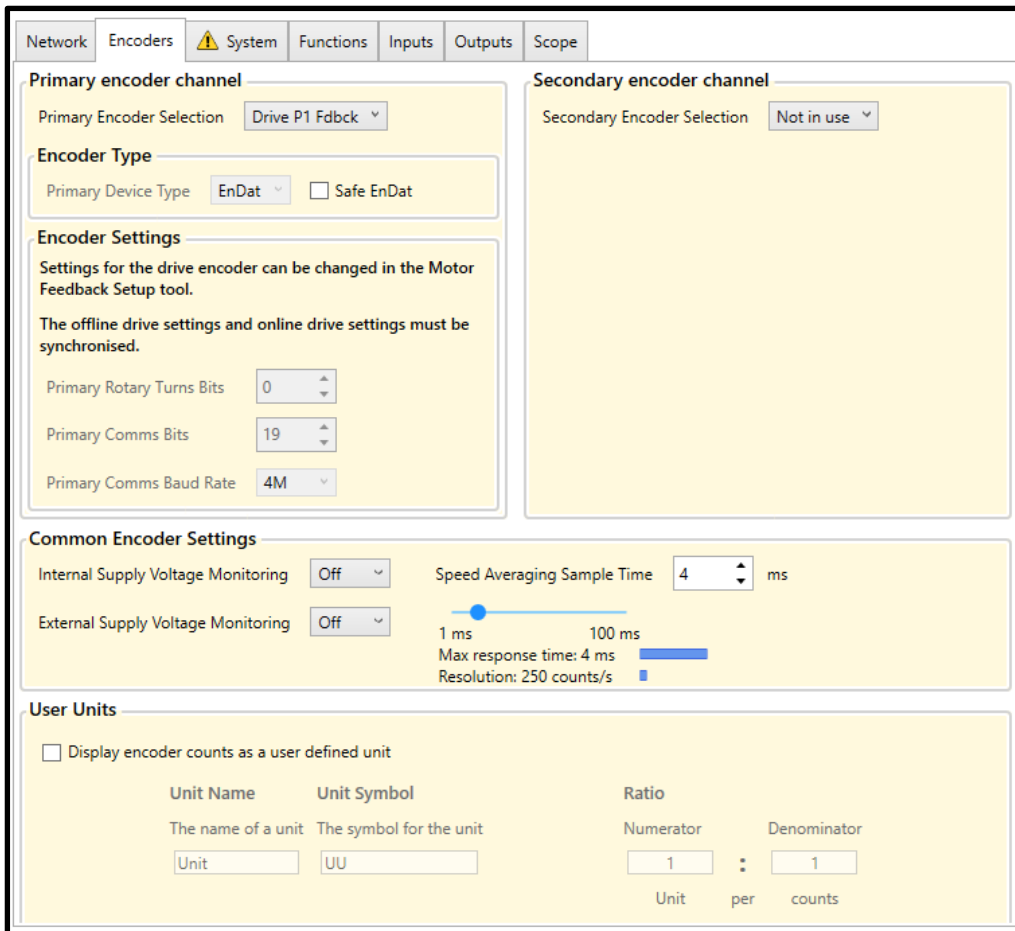 Network Encoders System Functions Inputs Outputs Scope
Primary encoder channel
Primary Encoder Selection Drive P1 Fdbck
Encoder Type
Primary Device Type EnDat Safe EnDat
Encoder Settings
Settings for the drive encoder can be changed in the Motor
Feedback Setup tool.
The offline drive settings and online drive settings must be
synchronised.
Primary Rotary Turns Bits 0
Primary Comms Bits 19
Primary Comms Baud Rate 4M
Secondary encoder channel
Secondary Encoder Selection Not in use
Common Encoder Settings
Internal Supply Voltage Monitoring Off
External Supply Voltage Monitoring Off
Speed Averaging Sample Time 4 ms
1 ms 100 ms
Max response time: 4 ms
Resolution: 250 counts/s
User Units
Display encoder counts as a user defined unit
Unit Name Unit Symbol Ratio
The name of a unit The symbol for the unit Numerator Denominator
Unit UU 1 : 1
Unit per counts